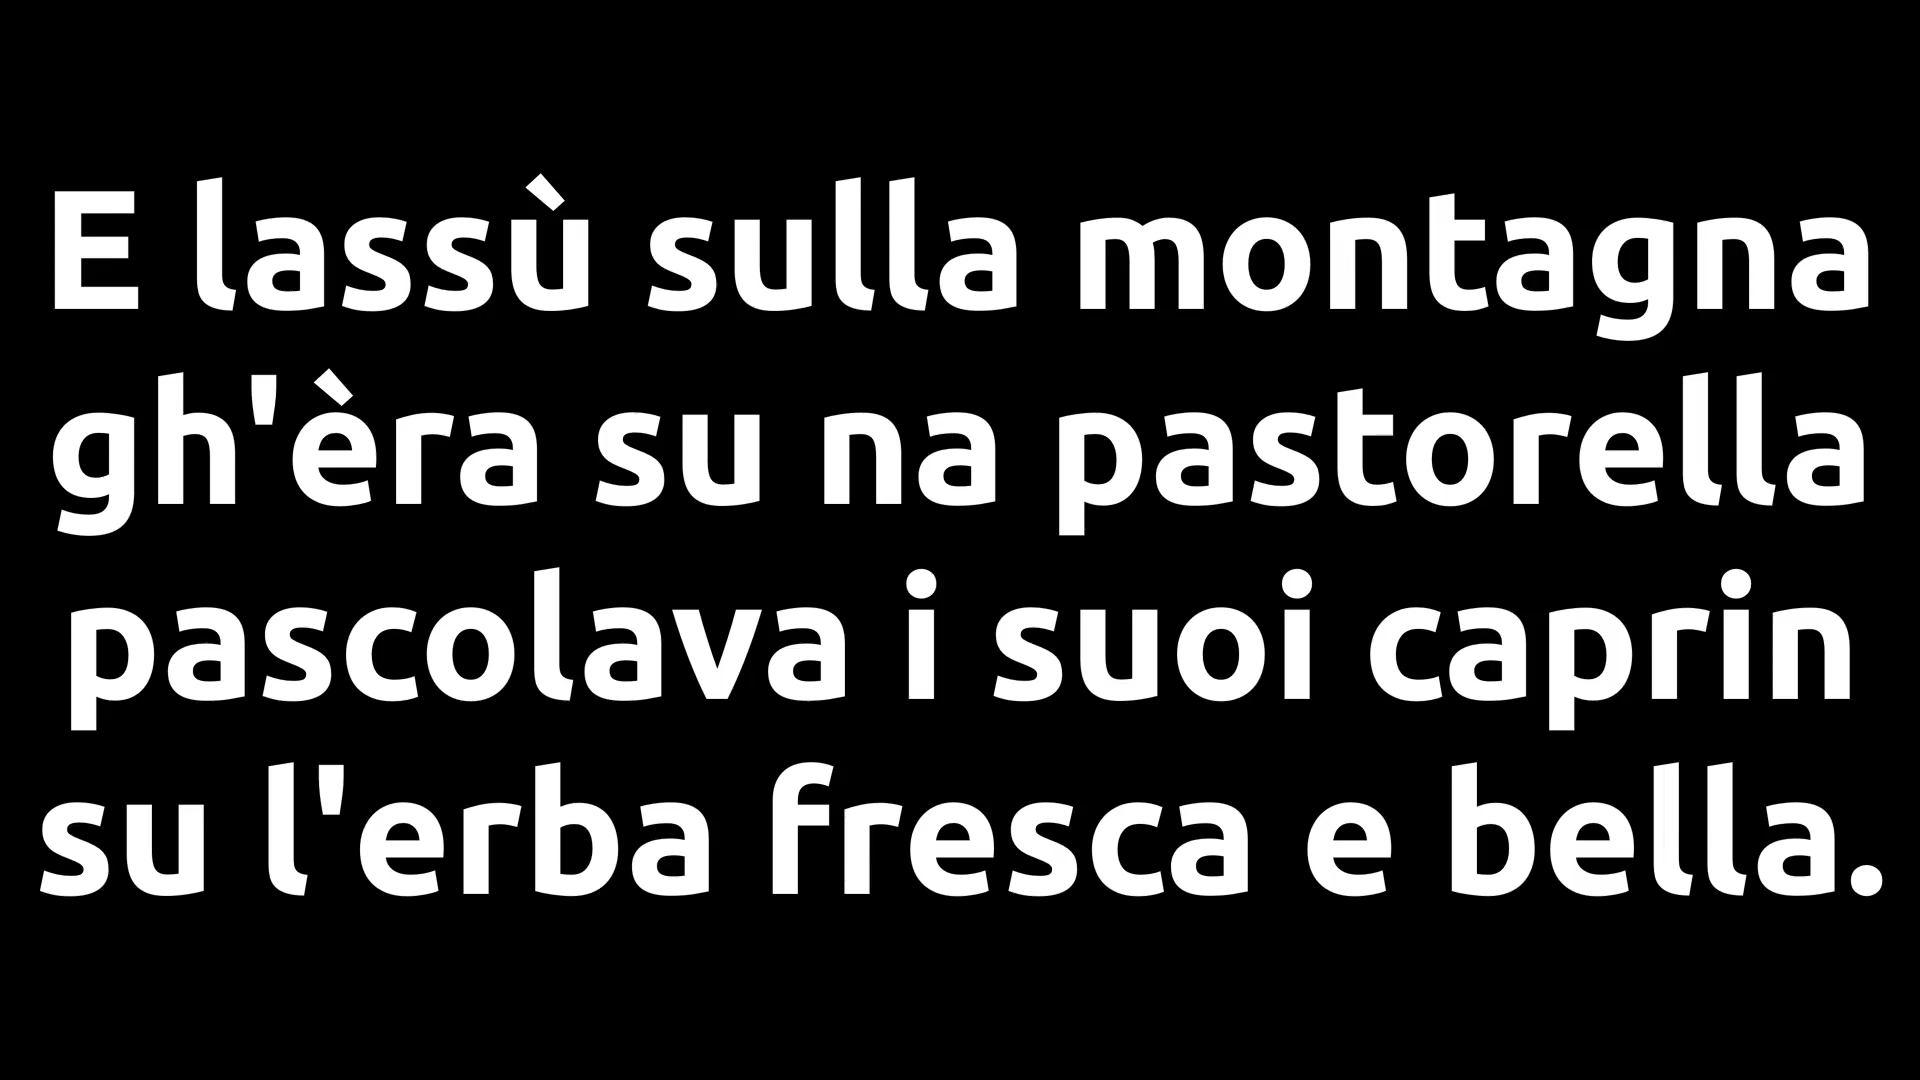 E lassù sulla montagna
gh'èra su na pastorella
pascolava i suoi caprin
su l'erba fresca e bella.